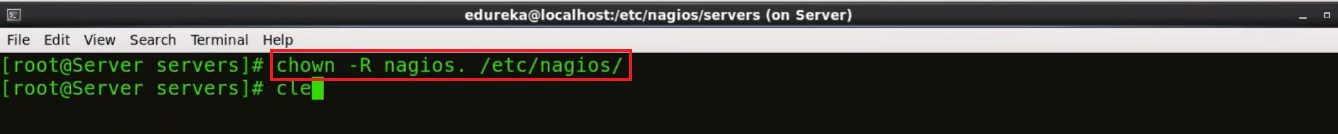 edureka@localhost:/etc/nagios/servers (on Server)
File Edit View Search Terminal Help
[root@Server servers]# chown -R nagios. /etc/nagios/
[root@Server servers]# cle